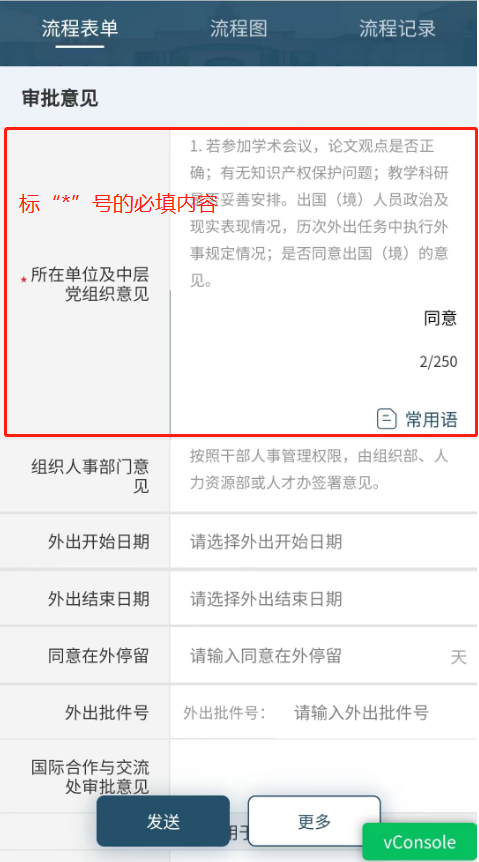 流程表单 流程图 流程记录
审批意见
1. 若参加学术会议，论文观点是否正
确；有无知识产权保护问题；教学科研
妥善安排。出国（境）人员政治及
现实表现情况，历次外出任务中执行外
事规定情况；是否同意出国（境）的意
见。
标“*”号的必填内容
*所在单位及中层
党组织意见
同意
2/250
常用语
组织人事部门意
见
按照干部人事管理权限，由组织部、人
力资源部或人才办签署意见。
外出开始日期 请选择外出开始日期
外出结束日期 请选择外出结束日期
同意在外停留 请输入同意在外停留 天
外出批件号 外出批件号： 请输入外出批件号
国际合作与交流
处审批意见
发送 更多
vConsole